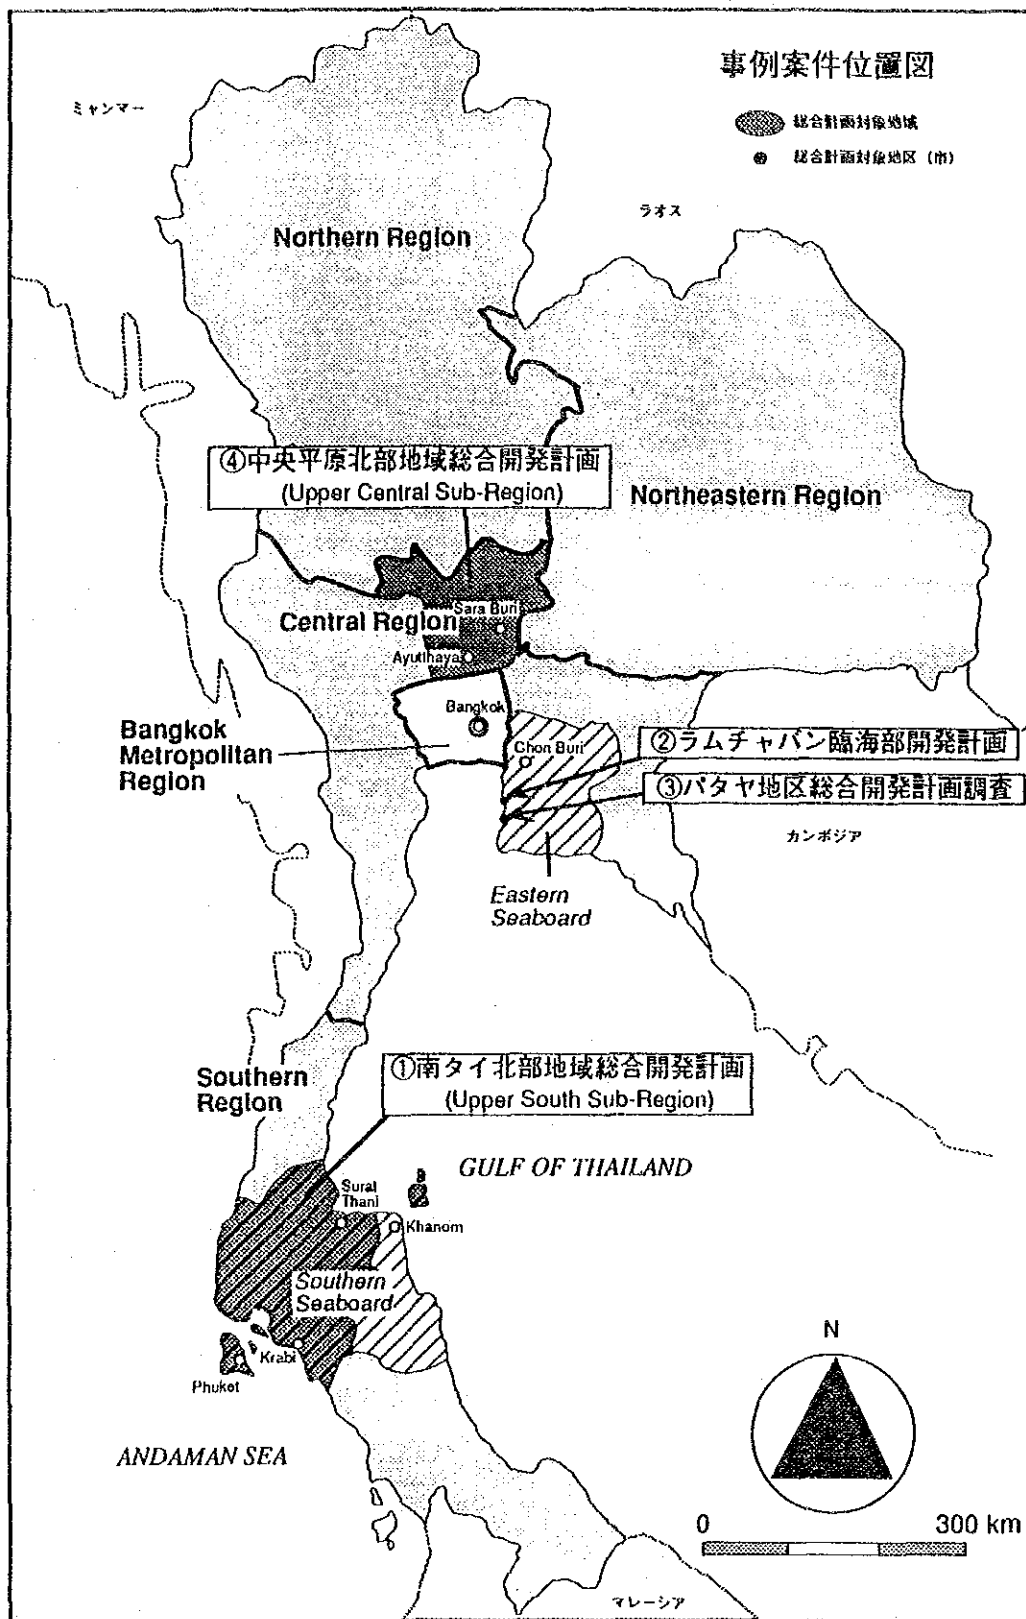 事例案件位置図
ミャンマー
総合計画対象地域
総合計画対象地区(市)
ラオス
Northern Region
④中央平原北部地域総合開発計画
(Upper Central Sub-Region)
Northeastern Region
Sara Buri
Central Region
Ayutthaya
Bangkok
Bangkok
Metropolitan
Region
②ラムチャバン臨海部開発計画
Chon Buri
③パタヤ地区総合開発計画調査
カンボジア
Eastern
Seaboard
①南タイ北部地域総合開発計画
(Upper South Sub-Region)
Southern
Region
GULF OF THAILAND
Surat
Thani
Khanom
Southern
Seaboard
Krabi
Phuket
N
ANDAMAN SEA
0
300 km
マレーシア